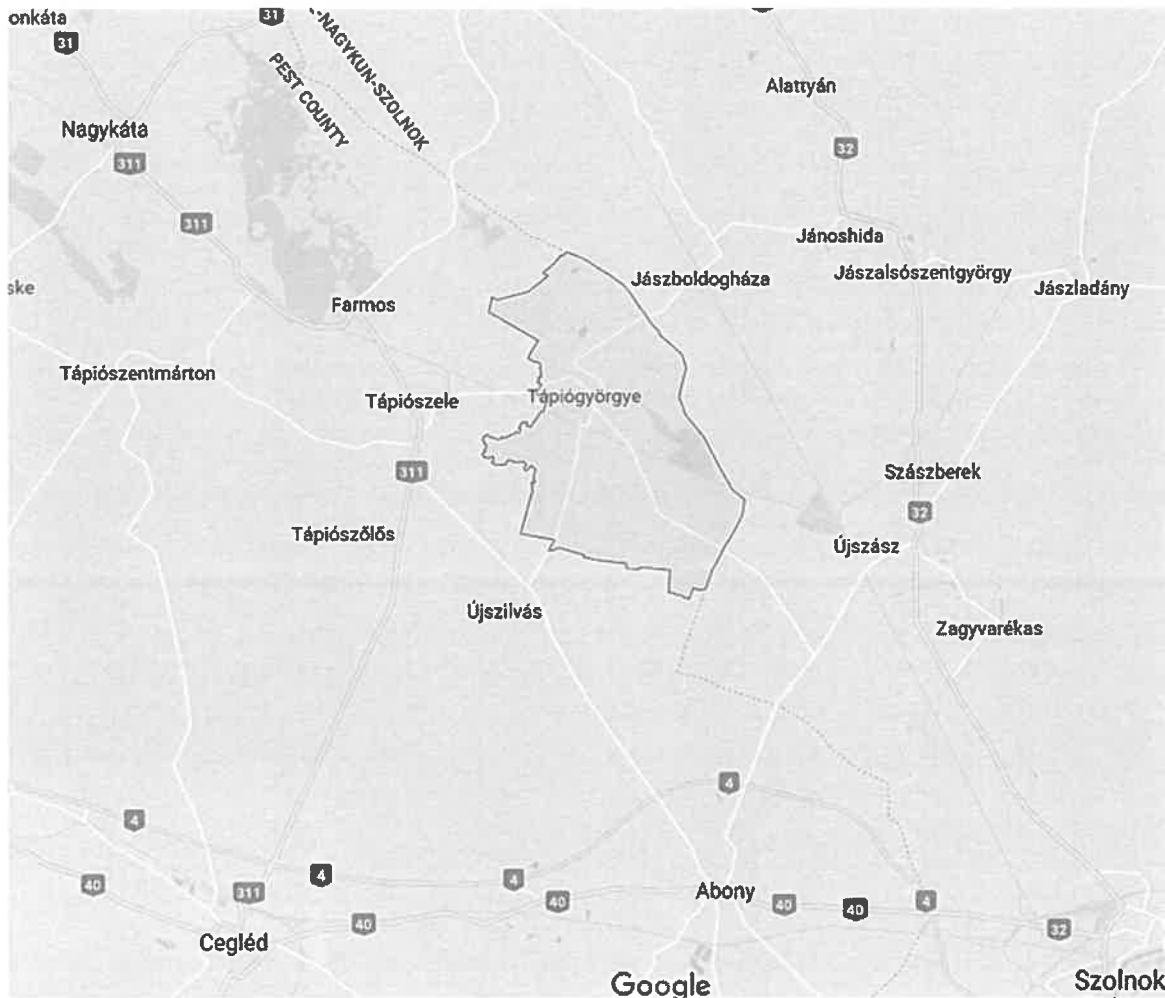 onkáta
31
31
-NAGYKUN-SZOLNOK
PEST COUNTY
Alattyán
Nagykáta
311
32
311
Jánoshida
Jászboldogháza
Jászalsószentgyörgy
Jászladány
ske
Farmos
Tápiószentmárton
Tápiószele
Tápiógyörgye
311
Szászberek
32
Tápiószőlős
Újszász
Újszilvás
Zagyvarékas
4
4
4
4
40
311
40
40
Abony
40
40
4
32
Cegléd
Google
Szolnok